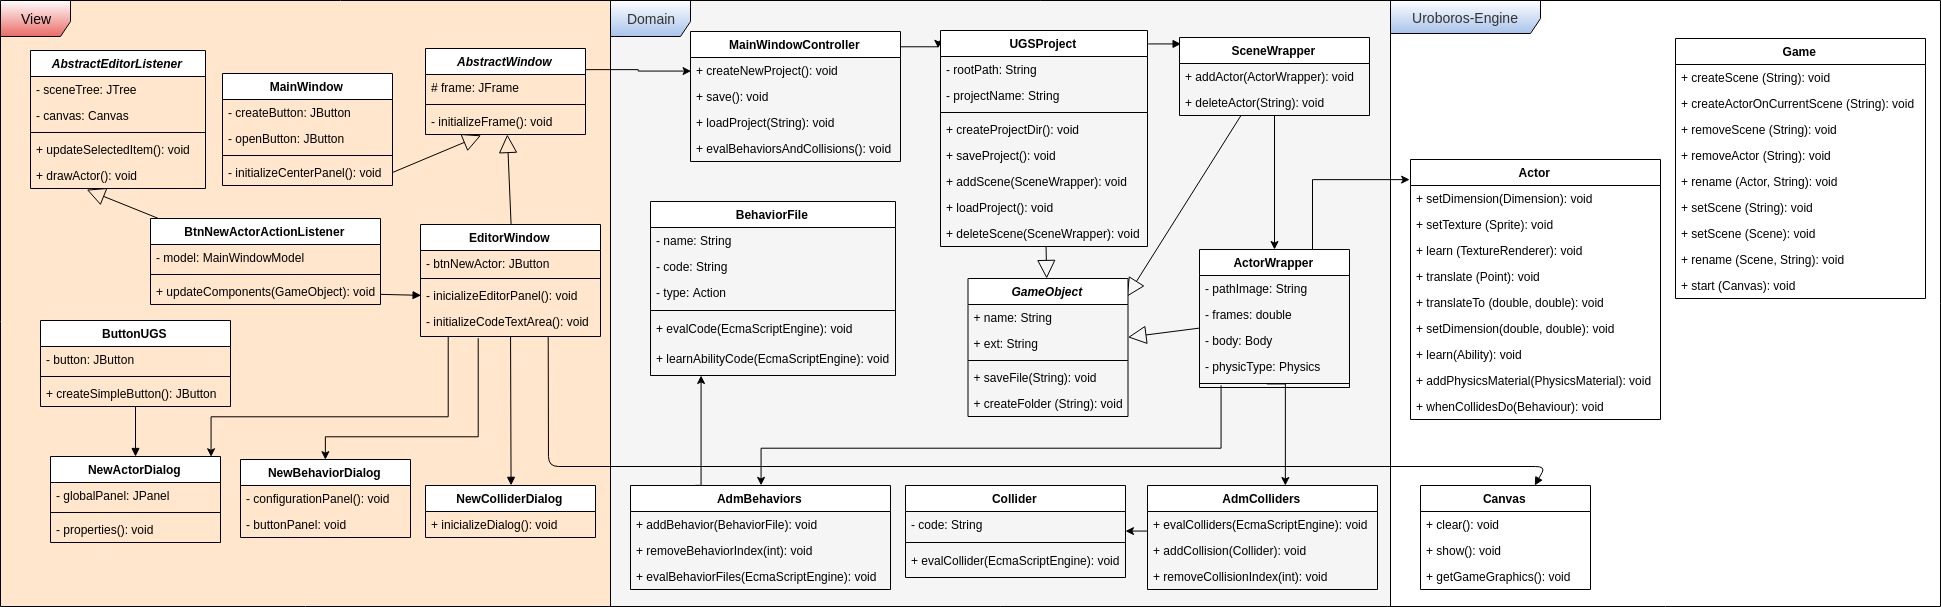 View
AbstractEditorListener
- sceneTree: JTree
- canvas: Canvas
+ updateSelectedItem(): void
+ drawActor(): void
MainWindow
- createButton: JButton
- openButton: JButton
- initializeCenterPanel(): void
AbstractWindow
# frame: JFrame
- initializeFrame(): void
BtnNewActorActionListener
- model: MainWindowModel
+ updateComponents(GameObject): void
EditorWindow
- btnNewActor: JButton
- inicializeEditorPanel(): void
- initializeCodeTextArea(): void
ButtonUGS
- button: JButton
+ createSimpleButton(): JButton
NewActorDialog
- globalPanel: JPanel
- properties(): void
NewBehaviorDialog
- configurationPanel(): void
- buttonPanel: void
NewColliderDialog
+ inicializeDialog(): void
Domain
MainWindowController
+ createNewProject(): void
+ save(): void
+ loadProject(String): void
+ evalBehaviorsAndCollisions(): void
UGSProject
- rootPath: String
- projectName: String
+ createProjectDir(): void
+ saveProject(): void
+ addScene(SceneWrapper): void
+ loadProject(): void
+ deleteScene(SceneWrapper): void
SceneWrapper
+ addActor(ActorWrapper): void
+ deleteActor(String): void
BehaviorFile
- name: String
- code: String
- type: Action
+ evalCode(EcmaScriptEngine): void
+ learnAbilityCode(EcmaScriptEngine): void
GameObject
+ name: String
+ ext: String
+ saveFile(String): void
+ createFolder (String): void
ActorWrapper
- pathImage: String
- frames: double
- body: Body
- physicType: Physics
AdmBehaviors
+ addBehavior(BehaviorFile): void
+ removeBehaviorIndex(int): void
+ evalBehaviorFiles(EcmaScriptEngine): void
Collider
- code: String
+ evalCollider(EcmaScriptEngine): void
AdmColliders
+ evalColliders(EcmaScriptEngine): void
+ addCollision(Collider): void
+ removeCollisionIndex(int): void
Uroboros-Engine
Actor
+ setDimension(Dimension): void
+ setTexture (Sprite): void
+ learn (TextureRenderer): void
+ translate (Point): void
+ translateTo (double, double): void
+ setDimension(double, double): void
+ learn(Ability): void
+ addPhysicsMaterial(PhysicsMaterial): void
+ whenCollidesDo(Behaviour): void
Game
+ createScene (String): void
+ createActorOnCurrentScene (String): void
+ removeScene (String): void
+ removeActor (String): void
+ rename (Actor, String): void
+ setScene (String): void
+ setScene (Scene): void
+ rename (Scene, String): void
+ start (Canvas): void
Canvas
+ clear(): void
+ show(): void
+ getGameGraphics(): void